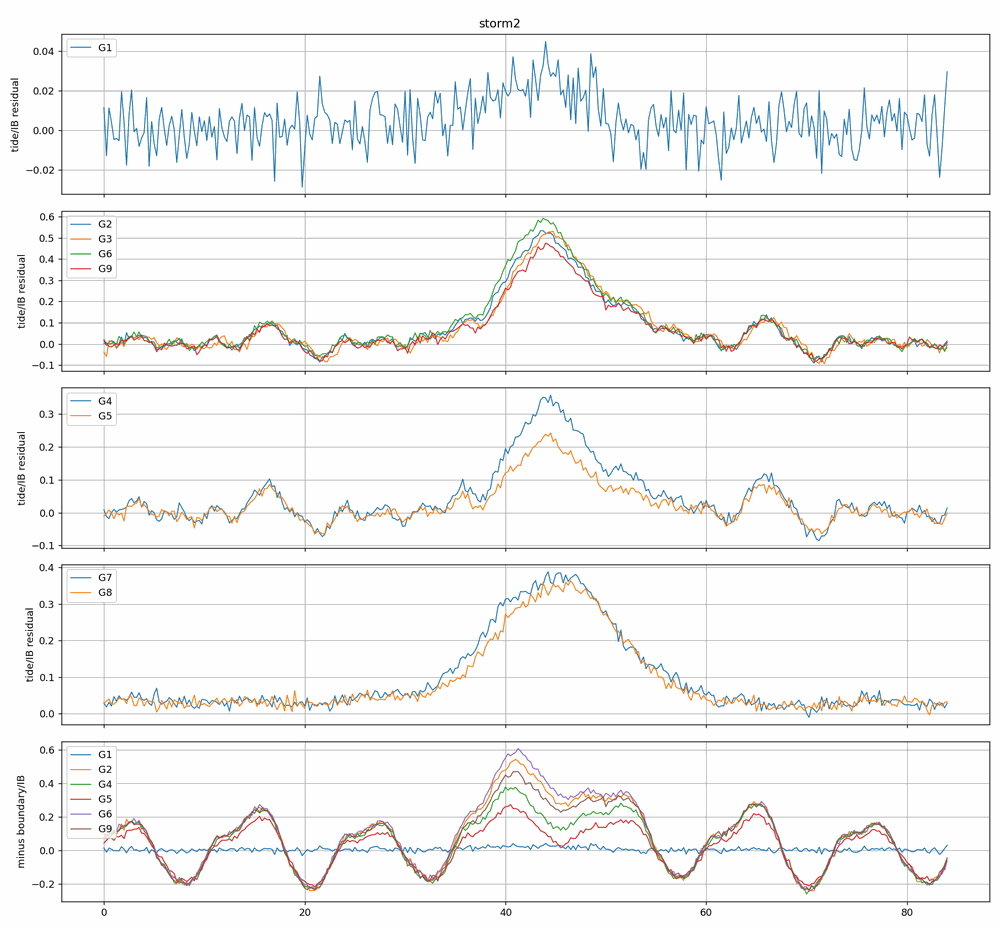 storm2
tide/IB residual
0.04
0.02
0.00
−0.02
G1
tide/IB residual
0.6
0.5
0.4
0.3
0.2
0.1
0.0
−0.1
G2
G3
G6
G9
tide/IB residual
0.3
0.2
0.1
0.0
−0.1
G4
G5
tide/IB residual
0.4
0.3
0.2
0.1
0.0
G7
G8
minus boundary/IB
0.6
0.4
0.2
0.0
−0.2
G1
G2
G4
G5
G6
G9
0 20 40 60 80